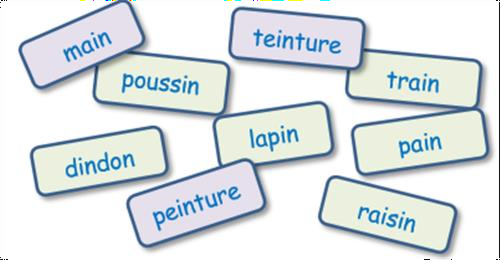 main
teinture
poussin
train
lapin
pain
dindon
peinture
raisin